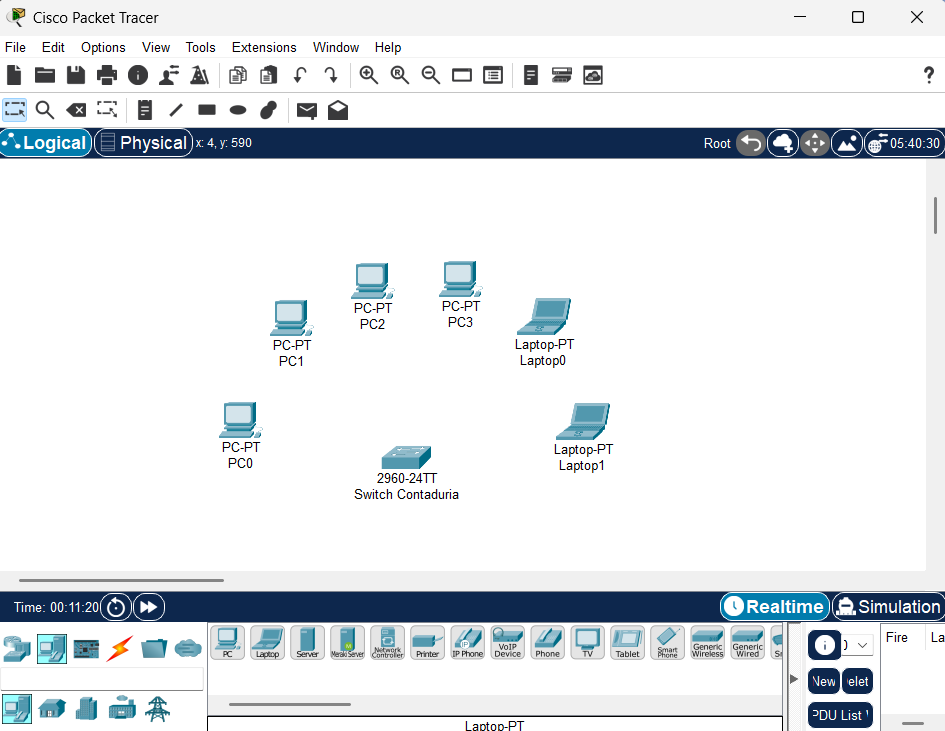 Cisco Packet Tracer
File Edit Options View Tools Extensions Window Help
Logical Physical x: 4, y: 590 Root 05:40:30
PC-PT
PC2
PC-PT
PC3
PC-PT
PC1
Laptop-PT
Laptop0
PC-PT
PC0
Laptop-PT
Laptop1
2960-24TT
Switch Contaduria
Time: 00:11:20 Realtime Simulation
PC Laptop Server Meraki Server Network Controller Printer IP Phone VoIP Device Phone TV Tablet Smart Phone Generic Wireless Generic Wired
Fire La
New elet
PDU List
Laptop-PT